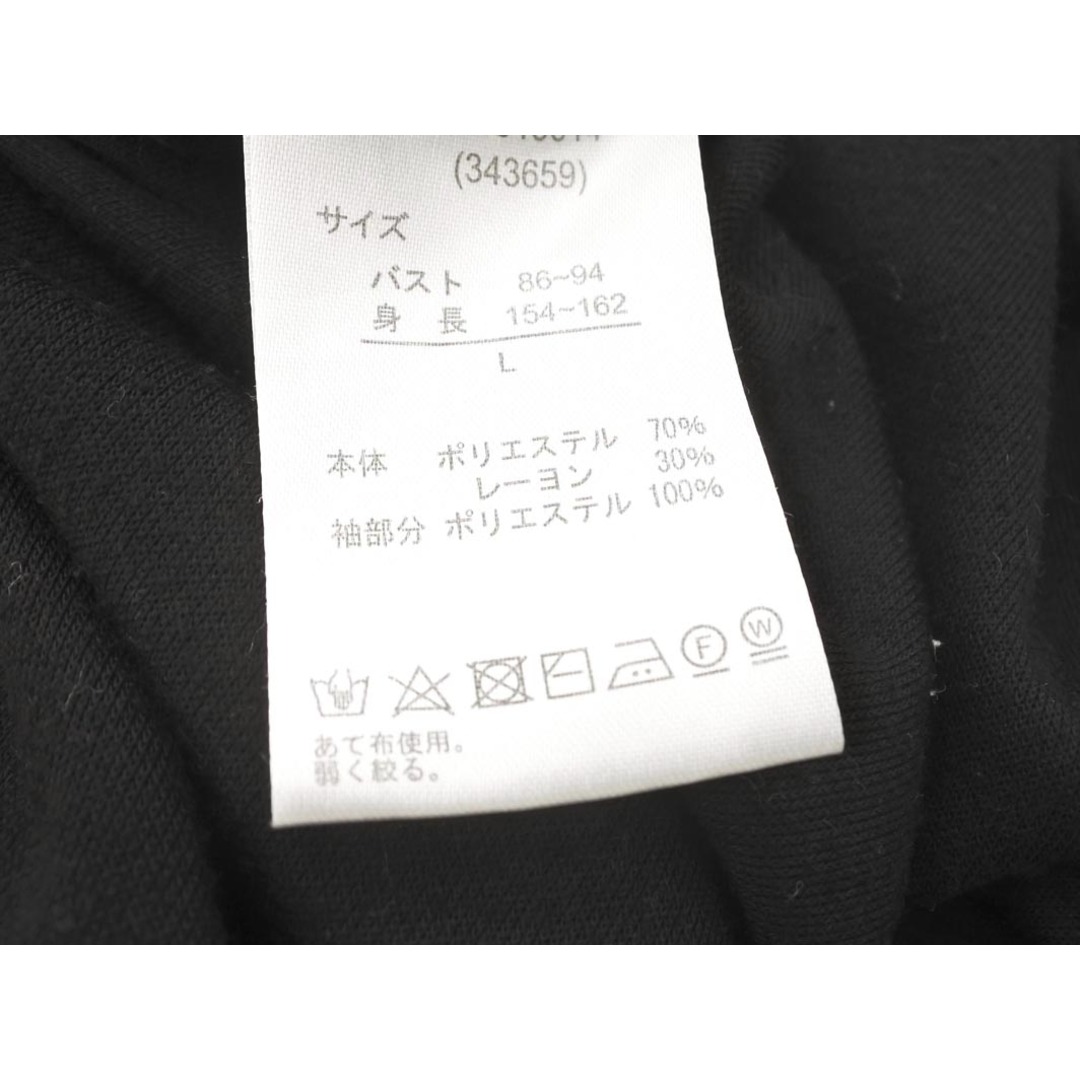 (343659)
サイズ
バスト 86~94
身長 154~162
L
本体 ポリエステル 70%
レーヨン 30%
袖部分 ポリエステル 100%
F W
あて布使用。
弱く絞る。